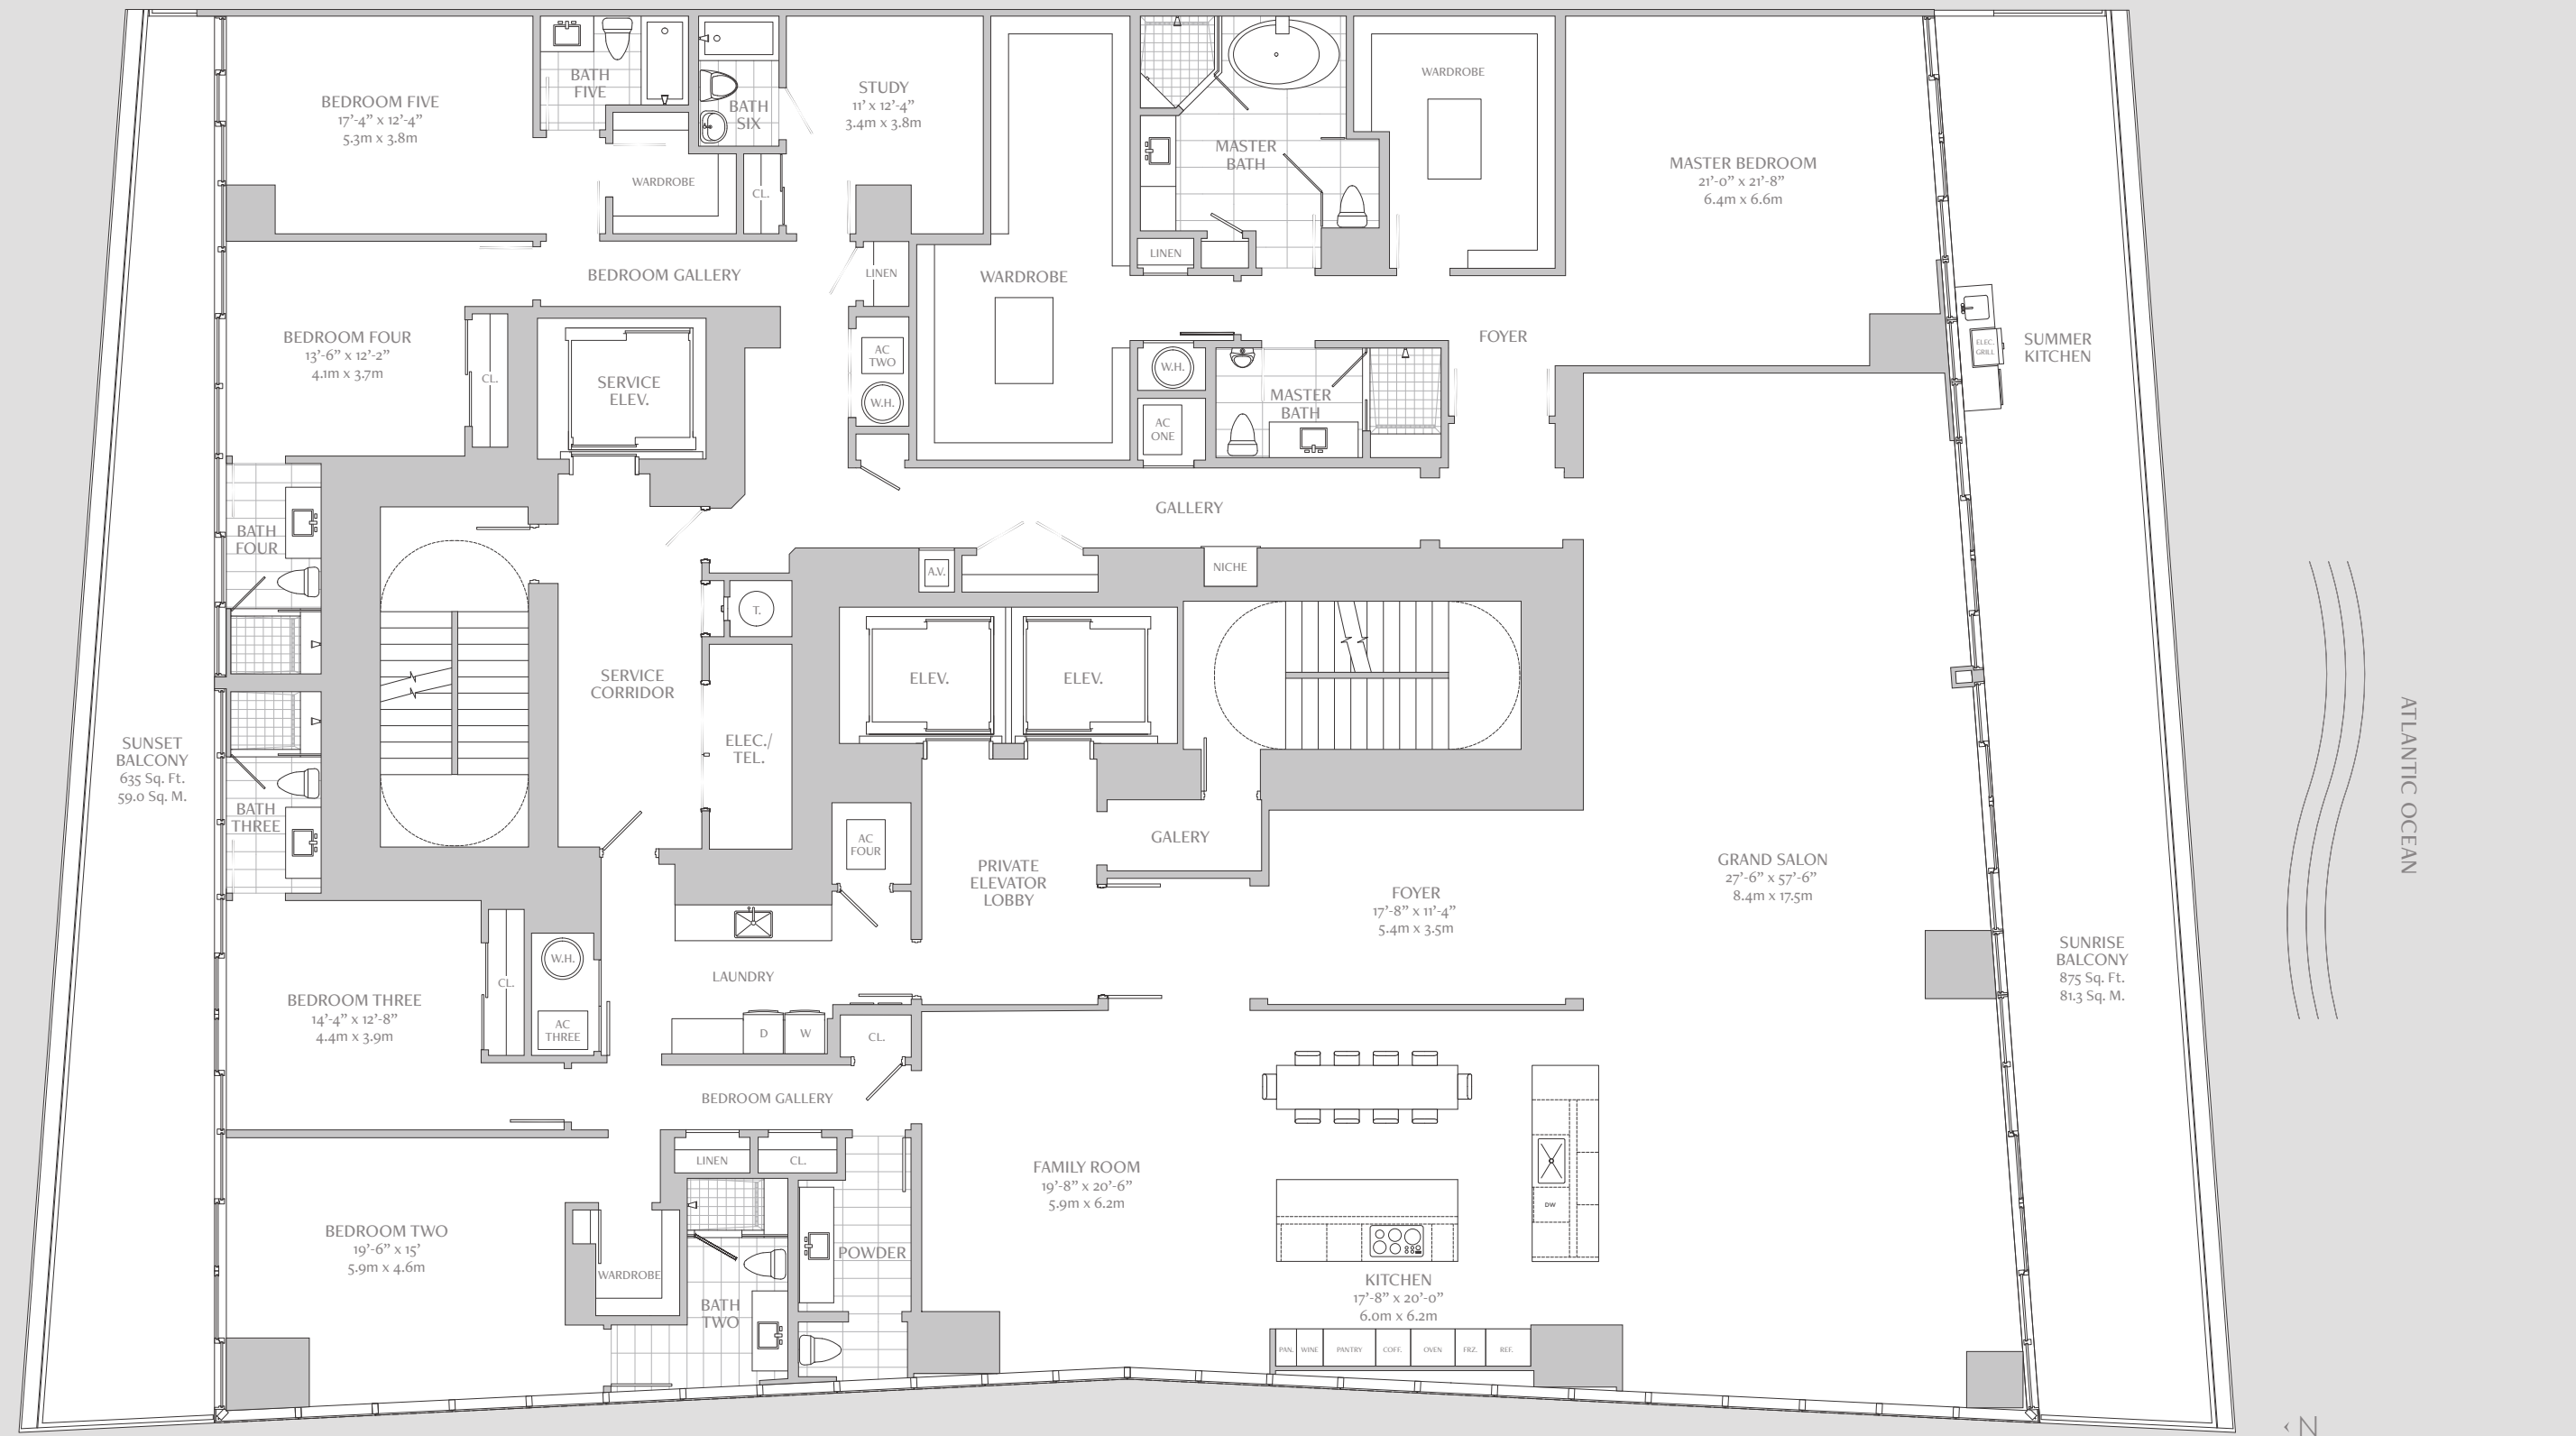 BATH
FIVE
BEDROOM FIVE
17’-4” x 12’-4”
5.3m x 3.8m
WARDROBE
BATH
SIX
CL.
STUDY
11’ x 12’-4”
3.4m x 3.8m
MASTER
BATH
LINEN
WARDROBE
MASTER BEDROOM
21’-0” x 21’-8”
6.4m x 6.6m
BEDROOM GALLERY
LINEN
WARDROBE
BEDROOM FOUR
13’-6” x 12’-2”
4.1m x 3.7m
CL.
SERVICE
ELEV.
AC
TWO
W.H.
W.H.
AC
ONE
MASTER
BATH
FOYER
ELEC.
GRILL
SUMMER
KITCHEN
GALLERY
BATH
FOUR
A.V.
NICHE
T.
SERVICE
CORRIDOR
ELEV.
ELEV.
ELEC./
TEL.
SUNSET
BALCONY
635 Sq. Ft.
59.0 Sq. M.
BATH
THREE
AC
FOUR
PRIVATE
ELEVATOR
LOBBY
GALERY
FOYER
17’-8” x 11’-4”
5.4m x 3.5m
GRAND SALON
27’-6” x 57’-6”
8.4m x 17.5m
SUNRISE
BALCONY
875 Sq. Ft.
81.3 Sq. M.
ATLANTIC OCEAN
BEDROOM THREE
14’-4” x 12’-8”
4.4m x 3.9m
CL.
W.H.
AC
THREE
LAUNDRY
D
W
CL.
BEDROOM GALLERY
LINEN
CL.
BEDROOM TWO
19’-6” x 15’
5.9m x 4.6m
WARDROBE
BATH
TWO
POWDER
FAMILY ROOM
19’-8” x 20’-6”
5.9m x 6.2m
DW
KITCHEN
17’-8” x 20’-0”
6.0m x 6.2m
PAN.
WINE
PANTRY
COFF.
OVEN
FRZ.
REF.
N